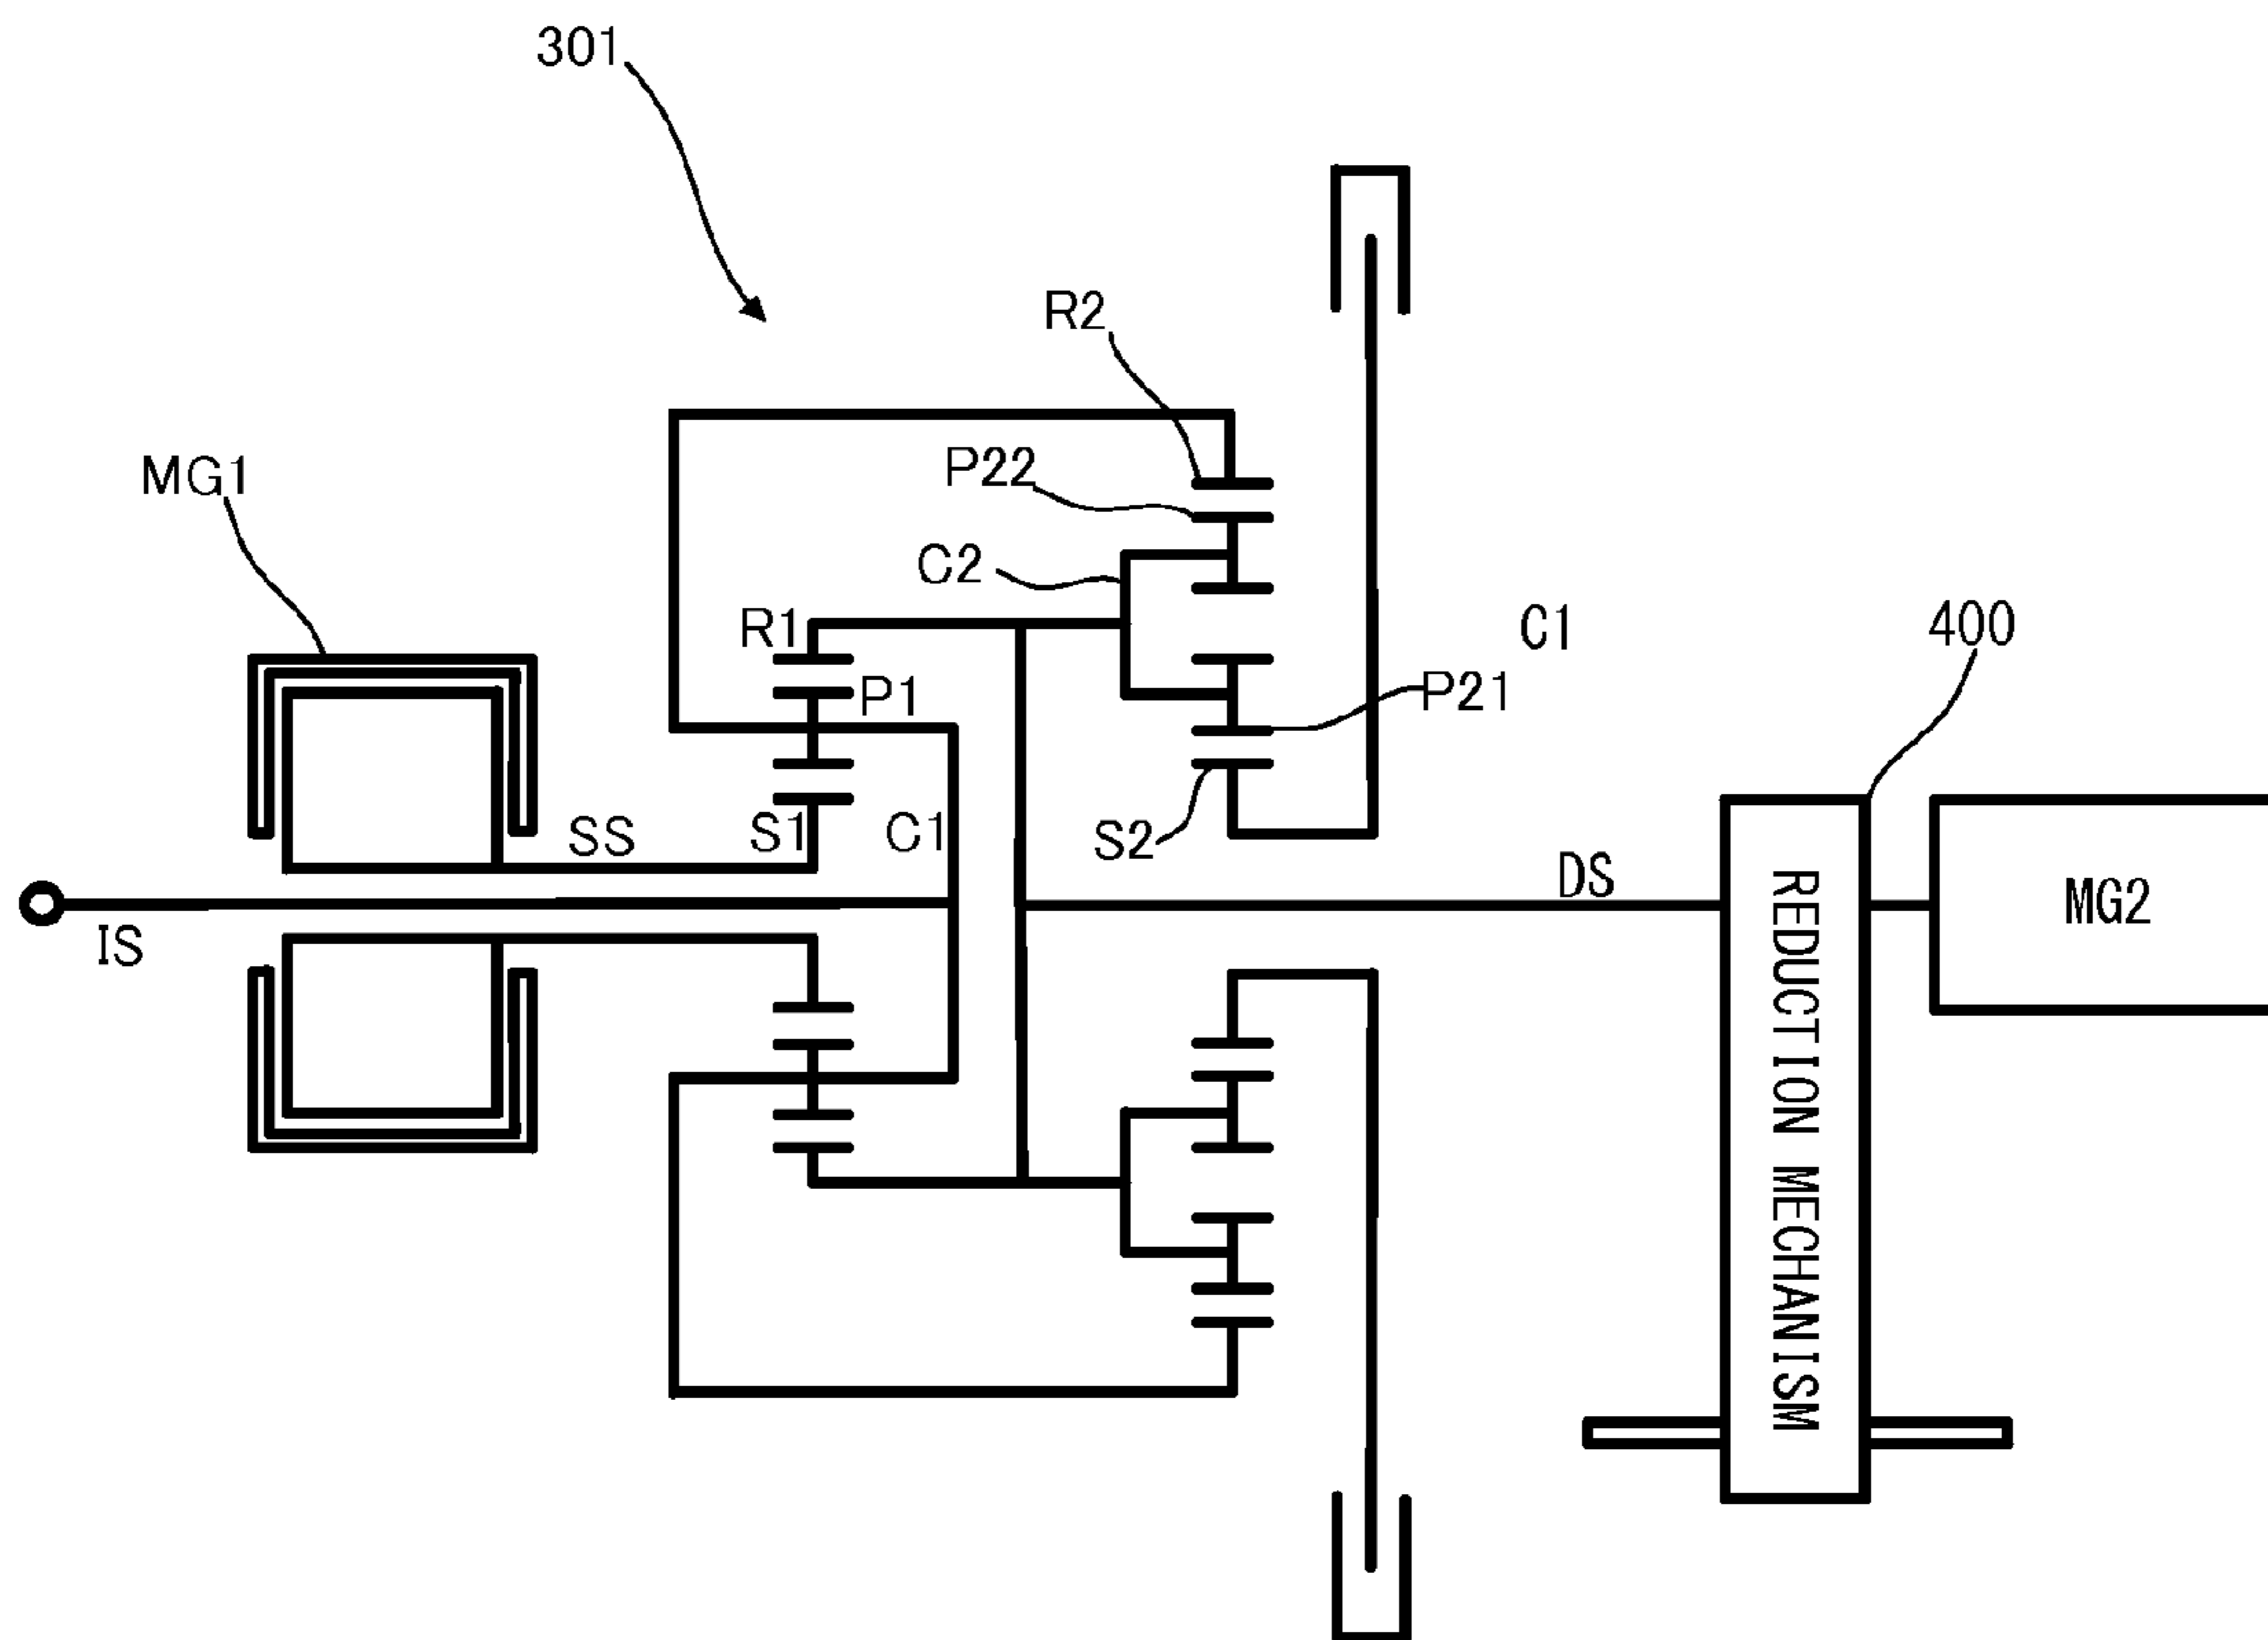 301
R2
MG1
P22
C2
R1
C1
400
P1
P21
SS
S1
C1
S2
DS
MG2
IS
REDUCTION MECHANISM